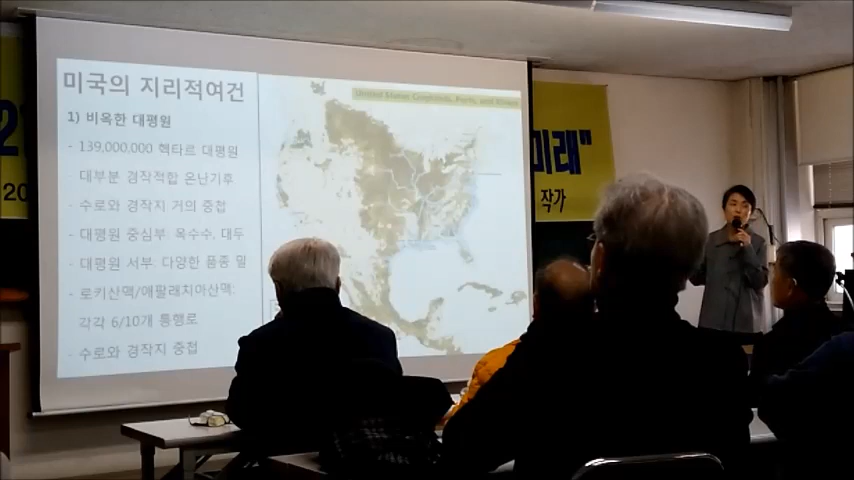 미국의 지리적여건
1) 비옥한 대평원
- 139,000,000 헥타르 대평원
- 대부분 경작적합 온난기후
- 수로와 경작지 거의 중첩
- 대평원 중심부: 옥수수, 대두
- 대평원 서부: 다양한 품종 밀
- 로키산맥/애팔래치아산맥:
각각 6/10개 통행로
- 수로와 경작지 중첩
United States Croplands, Ports, and Rivers
미래"
작가
20